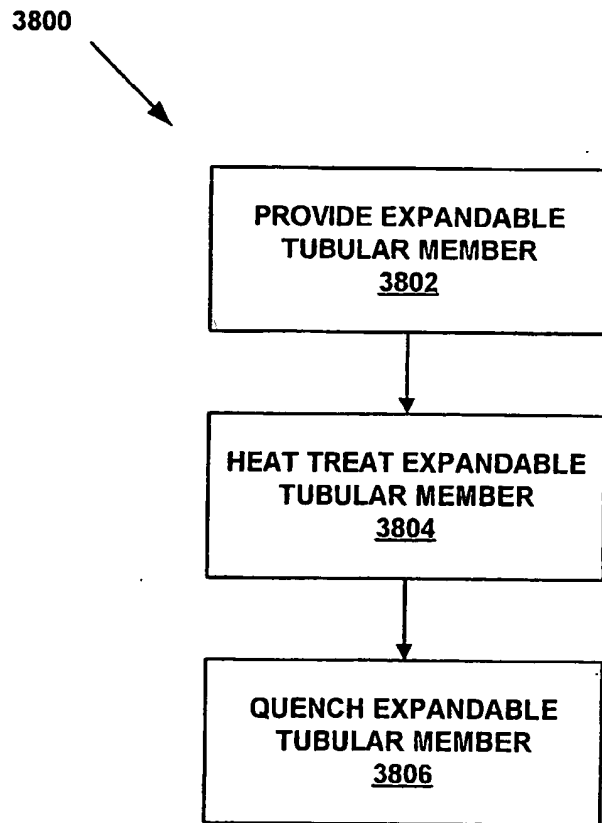 3800
PROVIDE EXPANDABLE
TUBULAR MEMBER
3802
HEAT TREAT EXPANDABLE
TUBULAR MEMBER
3804
QUENCH EXPANDABLE
TUBULAR MEMBER
3806